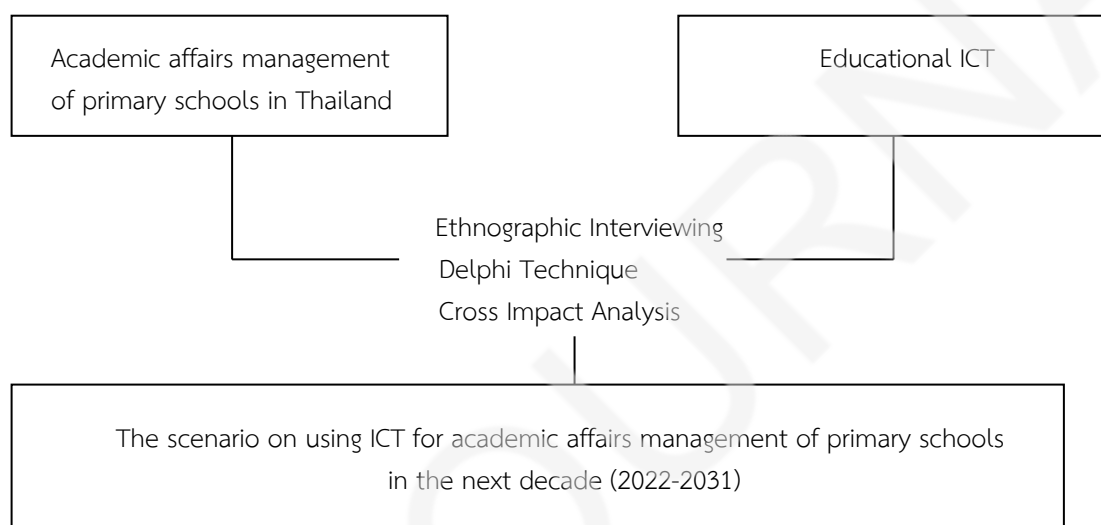 Academic affairs management
of primary schools in Thailand
Educational ICT
Ethnographic Interviewing
Delphi Technique
Cross Impact Analysis
The scenario on using ICT for academic affairs management of primary schools
in the next decade (2022-2031)